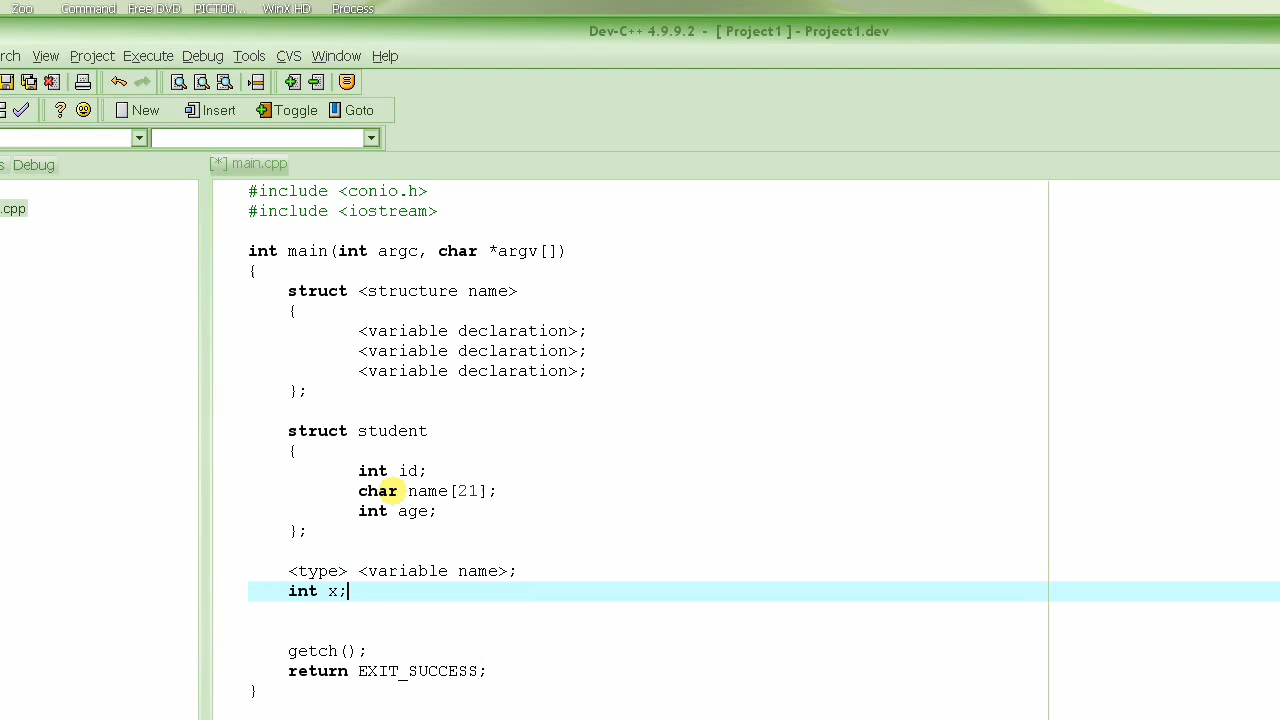 Zoo Command Free DVD PICT00... WinX HD Process
Dev-C++ 4.9.9.2 - [ Project1 ] - Project1.dev
rch View Project Execute Debug Tools CVS Window Help
New Insert Toggle Goto
s Debug
[*] main.cpp
.cpp
#include <conio.h>
#include <iostream>
int main(int argc, char *argv[])
{
struct <structure name>
{
<variable declaration>;
<variable declaration>;
<variable declaration>;
};
struct student
{
int id;
char name[21];
int age;
};
<type> <variable name>;
int x;
getch();
return EXIT_SUCCESS;
}